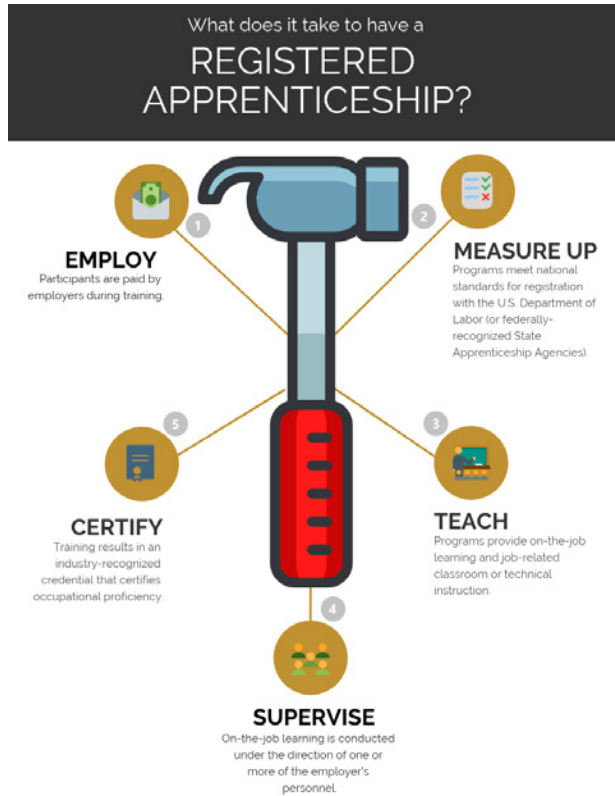 What does it take to have a
REGISTERED
APPRENTICESHIP?
1
EMPLOY
Participants are paid by
employers during training.
2
MEASURE UP
Programs meet national
standards for registration
with the U.S. Department of
Labor (or federally-
recognized State
Apprenticeship Agencies).
3
TEACH
Programs provide on-the-job
learning and job-related
classroom or technical
instruction.
4
SUPERVISE
On-the-job learning is conducted
under the direction of one or
more of the employer's
personnel.
5
CERTIFY
Training results in an
industry-recognized
credential that certifies
occupational proficiency.